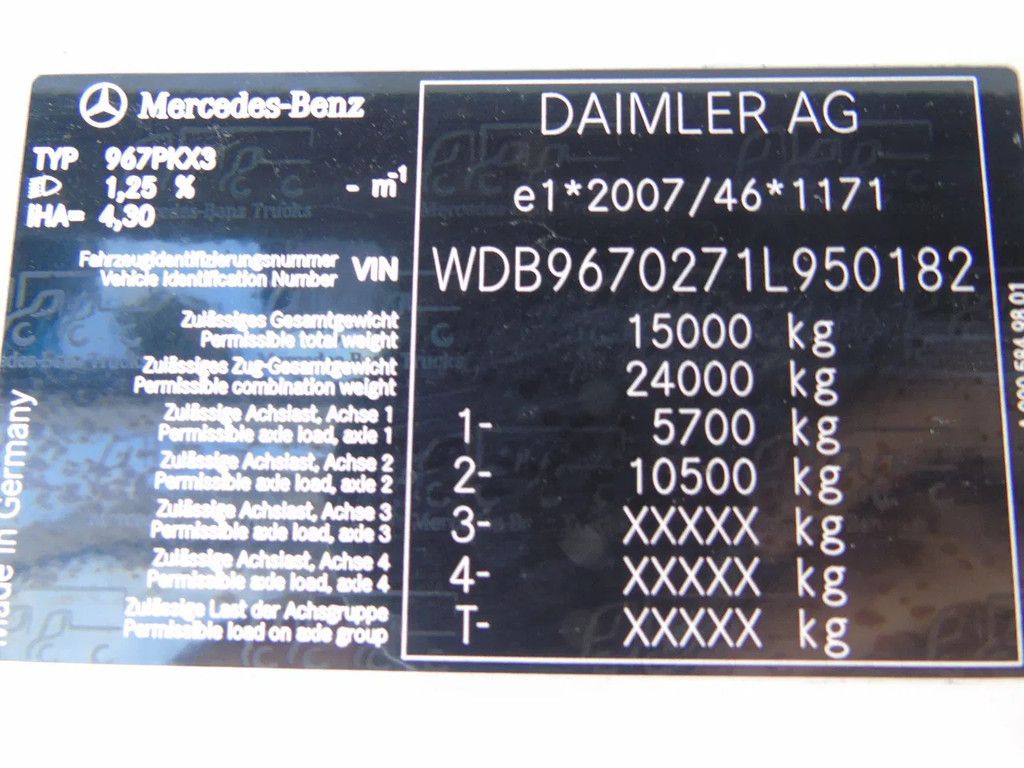 Mercedes-Benz
TYP 967PKX3
1,25 % - m-1
IHA= 4,30
DAIMLER AG
e1*2007/46*1171
Fahrzeugidentifizierungsnummer
Vehicle Identification Number VIN WDB9670271L950182
Zulässiges Gesamtgewicht
Permissible total weight 15000 kg
Zulässiges Zug-Gesamtgewicht
Permissible combination weight 24000 kg
Zulässige Achslast, Achse 1
Permissible axle load, axle 1 1- 5700 kg
Zulässige Achslast, Achse 2
Permissible axle load, axle 2 2- 10500 kg
Zulässige Achslast, Achse 3
Permissible axle load, axle 3 3- XXXXX kg
Zulässige Achslast, Achse 4
Permissible axle load, axle 4 4- XXXXX kg
Zulässige Last der Achsgruppe
Permissible load on axle group T- XXXXX kg
Made in Germany